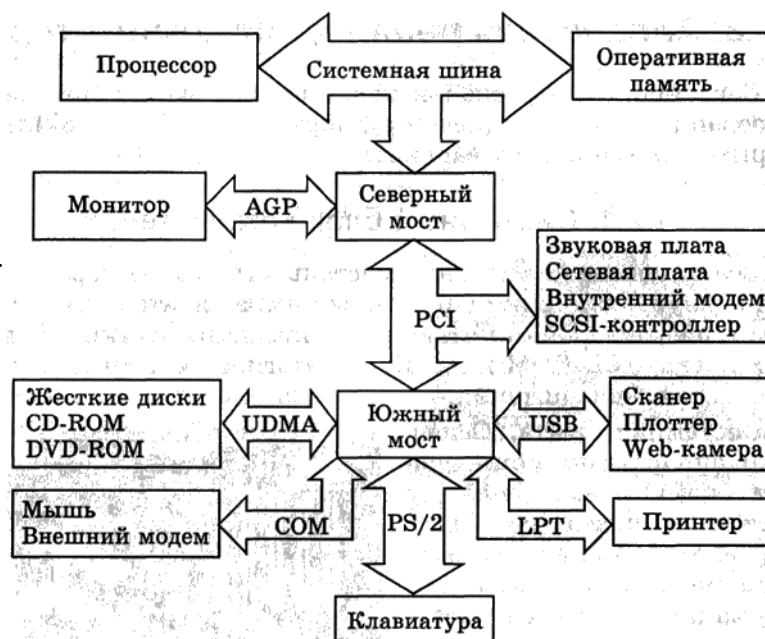 Процессор
Системная шина
Оперативная
память
Монитор
AGP
Северный
мост
Звуковая плата
Сетевая плата
Внутренний модем
SCSI-контроллер
PCI
Жесткие диски
CD-ROM
DVD-ROM
UDMA
Южный
мост
USB
Сканер
Плоттер
Web-камера
Мышь
Внешний модем
COM
PS/2
LPT
Принтер
Клавиатура